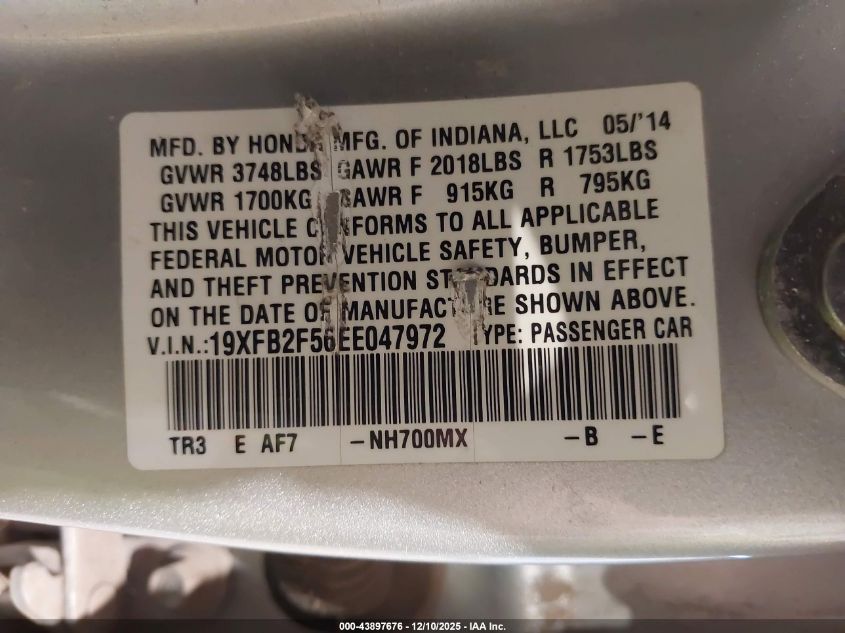 MFD. BY HONDA MFG. OF INDIANA, LLC 05/'14
GVWR 3748LBS GAWR F 2018LBS R 1753LBS
GVWR 1700KG GAWR F 915KG R 795KG
THIS VEHICLE CONFORMS TO ALL APPLICABLE
FEDERAL MOTOR VEHICLE SAFETY, BUMPER,
AND THEFT PREVENTION STANDARDS IN EFFECT
ON THE DATE OF MANUFACTURE SHOWN ABOVE.
V.I.N.:19XFB2F56EE047972 TYPE: PASSENGER CAR
TR3 E AF7 -NH700MX -B -E
000-43897676 - 12/10/2025 - IAA Inc.